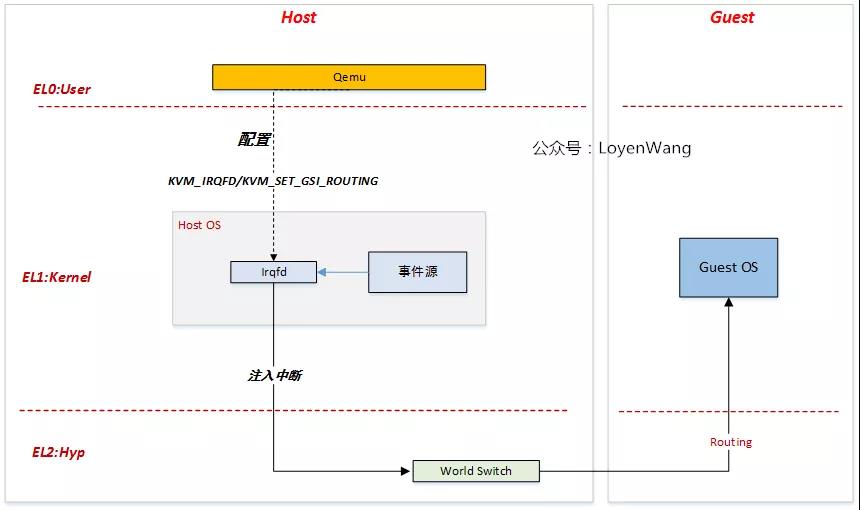 Host
Guest
Qemu
EL0:User
配置
公众号：LoyenWang
KVM_IRQFD/KVM_SET_GSI_ROUTING
Host OS
Irqfd
事件源
EL1:Kernel
Guest OS
注入中断
EL2:Hyp
Routing
World Switch